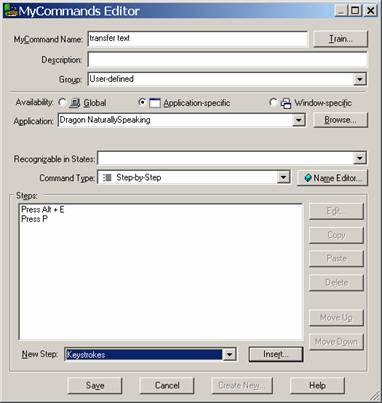 MyCommands Editor
MyCommand Name: transfer text Train...
Description:
Group: User-defined
Availability: Global Application-specific Window-specific
Application: Dragon NaturallySpeaking Browse...
Recognizable in States:
Command Type: Step-by-Step Name Editor...
Steps:
Press Alt + E
Press P
Edit...
Copy
Paste
Delete
Move Up
Move Down
New Step: Keystrokes Insert...
Save Cancel Create New... Help